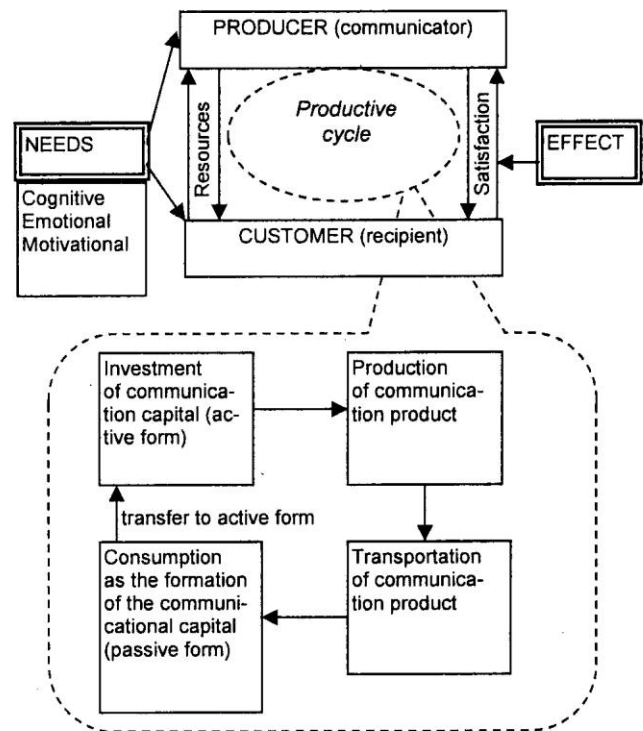 PRODUCER (communicator)
Productive
cycle
Resources
Satisfaction
NEEDS
EFFECT
Cognitive
Emotional
Motivational
CUSTOMER (recipient)
Investment
of communica-
tion capital (ac-
tive form)
Production
of communica-
tion product
transfer to active form
Consumption
as the formation
of the communi-
cational capital
(passive form)
Transportation
of communica-
tion product